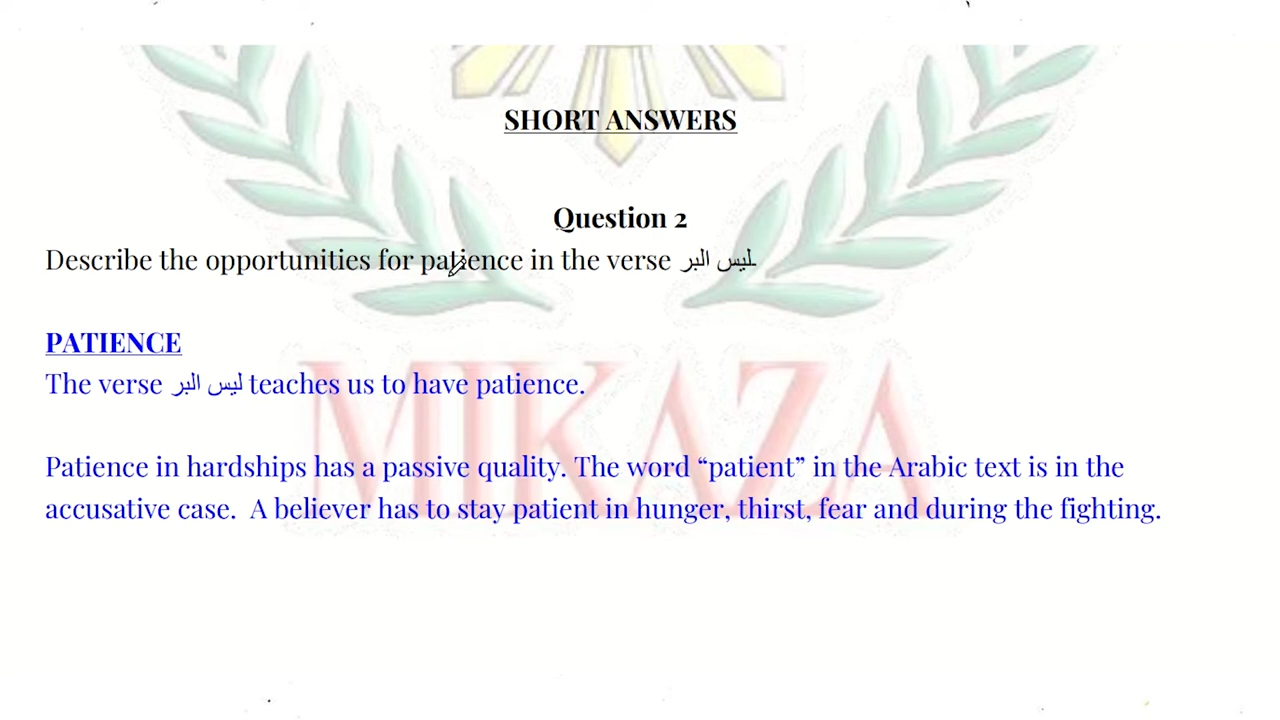 SHORT ANSWERS
Question 2
Describe the opportunities for patience in the verse ليس البر
PATIENCE
The verse ليس البر teaches us to have patience.
Patience in hardships has a passive quality. The word “patient” in the Arabic text is in the
accusative case.  A believer has to stay patient in hunger, thirst, fear and during the fighting.
MIKAZA